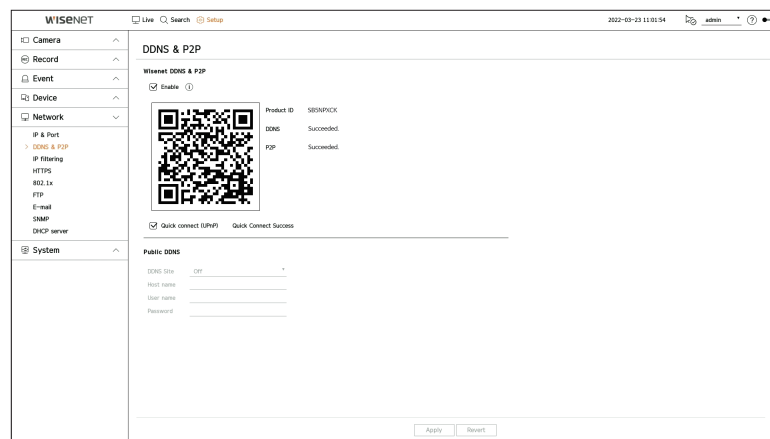 WISENET Live Search Setup 2022-03-23 11:01:54 admin ?
Camera
Record
Event
Device
Network
IP & Port
DDNS & P2P
IP filtering
HTTPS
802.1x
FTP
E-mail
SNMP
DHCP server
System
DDNS & P2P
Wisenet DDNS & P2P
Enable
Product ID SB5NPXCK
DDNS Succeeded.
P2P Succeeded.
Quick connect (UPnP) Quick Connect Success
Public DDNS
DDNS Site Off
Host name
User name
Password
Apply Revert